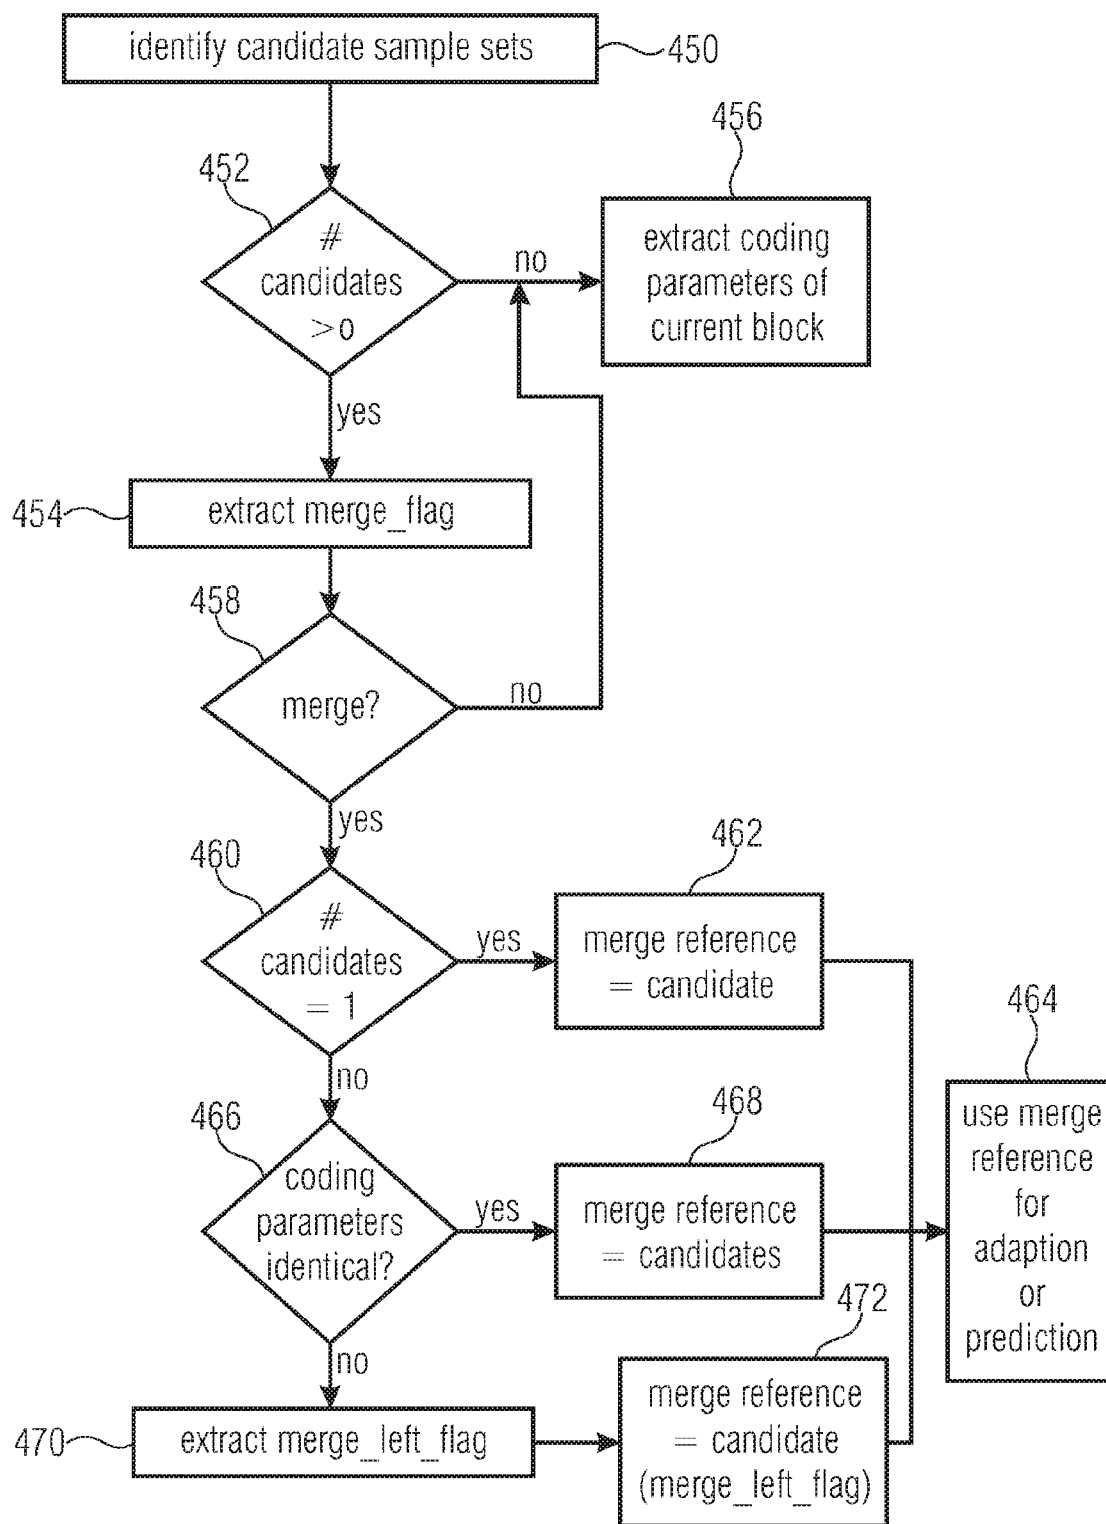 identify candidate sample sets
450
456
452
#
candidates
>o
no
extract coding
parameters of
current block
yes
454
extract merge_flag
458
merge?
no
yes
460
462
#
candidates
= 1
yes
merge reference
= candidate
464
no
466
468
coding
parameters
identical?
yes
merge reference
= candidates
use merge
reference
for
adaption
or
prediction
472
no
470
extract merge_left_flag
merge reference
= candidate
(merge_left_flag)